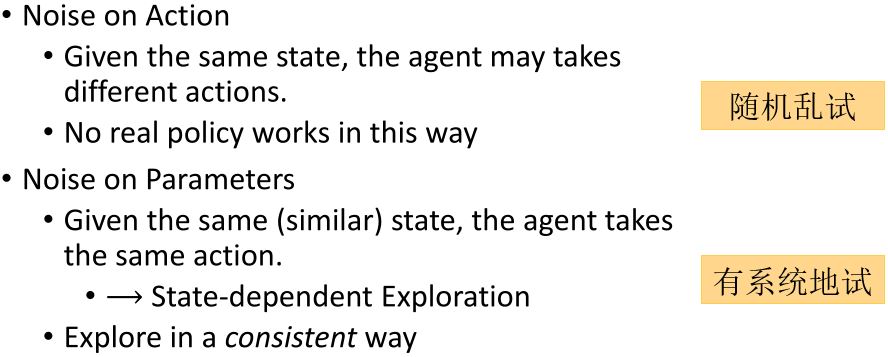 • Noise on Action
• Given the same state, the agent may takes
different actions.
随机乱试
• No real policy works in this way
• Noise on Parameters
• Given the same (similar) state, the agent takes
the same action.
有系统地试
• → State-dependent Exploration
• Explore in a consistent way